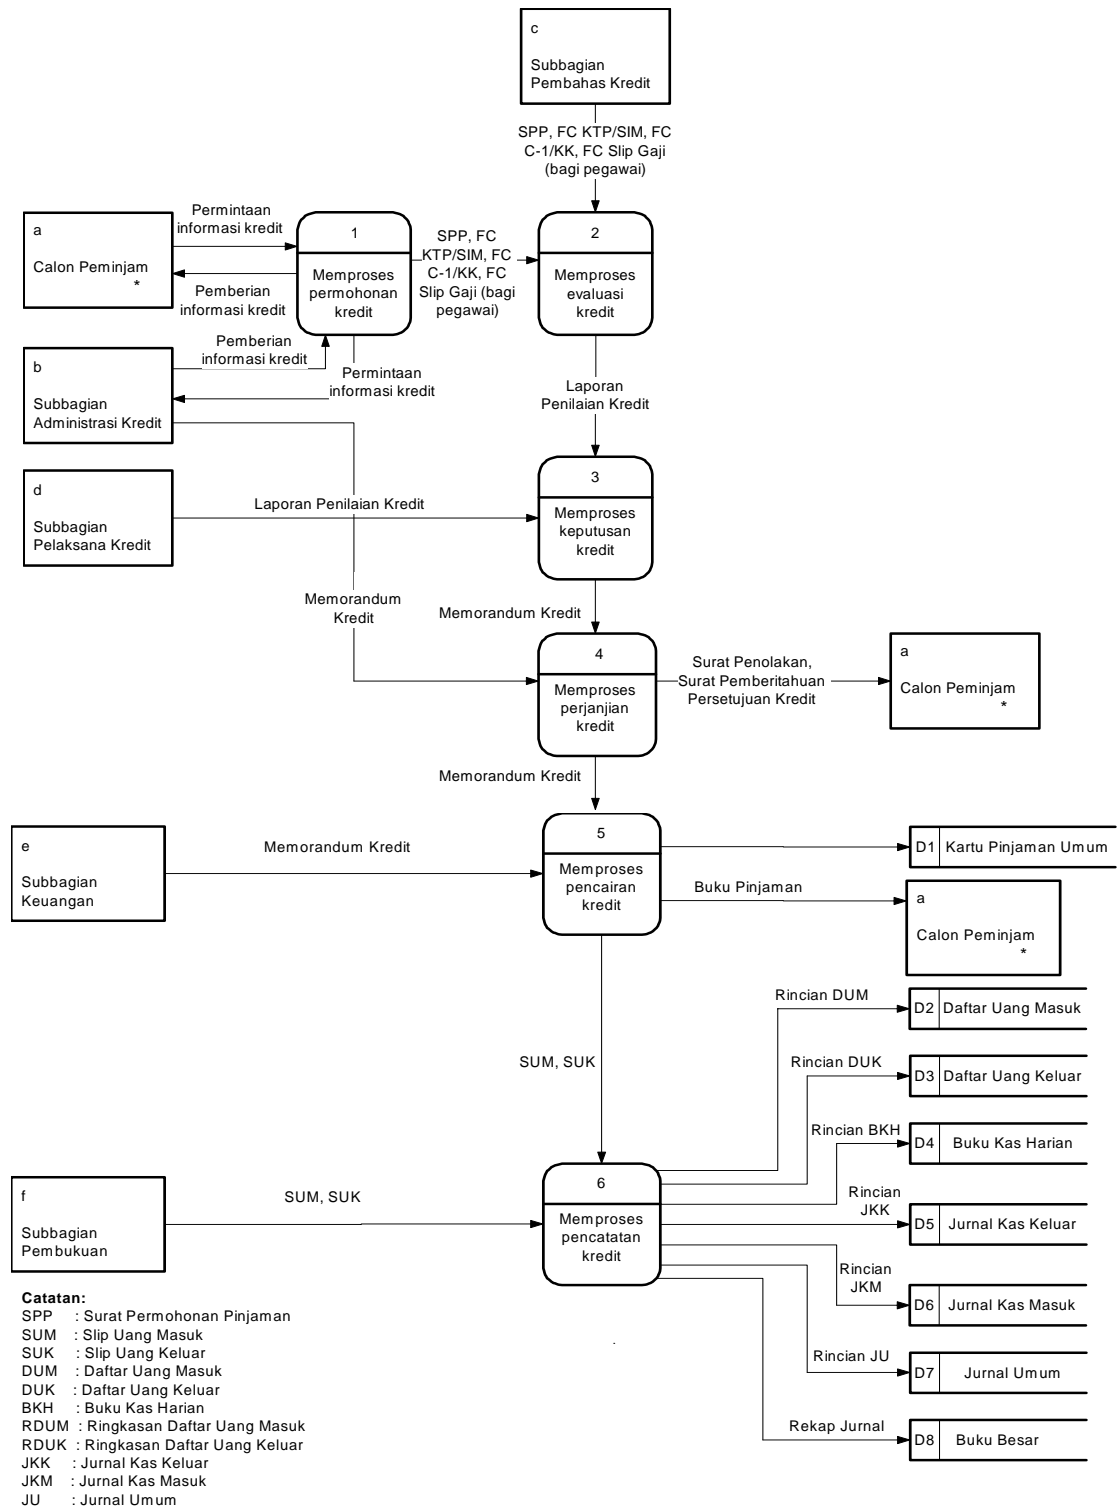 c
Subbagian
Pembahas Kredit
SPP, FC KTP/SIM, FC
C-1/KK, FC Slip Gaji
(bagi pegawai)
a
Calon Peminjam
*
Permintaan
informasi kredit
Pemberian
informasi kredit
1
Memproses
permohonan
kredit
SPP, FC
KTP/SIM, FC
C-1/KK, FC
Slip Gaji (bagi
pegawai)
2
Memproses
evaluasi
kredit
b
Subbagian
Administrasi Kredit
Pemberian
informasi kredit
Permintaan
informasi kredit
Laporan
Penilaian Kredit
d
Subbagian
Pelaksana Kredit
Laporan Penilaian Kredit
3
Memproses
keputusan
kredit
Memorandum
Kredit
Memorandum Kredit
4
Memproses
perjanjian
kredit
Surat Penolakan,
Surat Pemberitahuan
Persetujuan Kredit
a
Calon Peminjam
*
Memorandum Kredit
e
Subbagian
Keuangan
Memorandum Kredit
5
Memproses
pencairan
kredit
D1 Kartu Pinjaman Umum
Buku Pinjaman
a
Calon Peminjam
*
SUM, SUK
Rincian DUM
D2 Daftar Uang Masuk
Rincian DUK
D3 Daftar Uang Keluar
Rincian BKH
D4 Buku Kas Harian
f
Subbagian
Pembukuan
SUM, SUK
6
Memproses
pencatatan
kredit
Rincian
JKK
D5 Jurnal Kas Keluar
Rincian
JKM
D6 Jurnal Kas Masuk
Rincian JU
D7 Jurnal Umum
Rekap Jurnal
D8 Buku Besar
Catatan:
SPP : Surat Permohonan Pinjaman
SUM : Slip Uang Masuk
SUK : Slip Uang Keluar
DUM : Daftar Uang Masuk
DUK : Daftar Uang Keluar
BKH : Buku Kas Harian
RDUM : Ringkasan Daftar Uang Masuk
RDUK : Ringkasan Daftar Uang Keluar
JKK : Jurnal Kas Keluar
JKM : Jurnal Kas Masuk
JU : Jurnal Umum